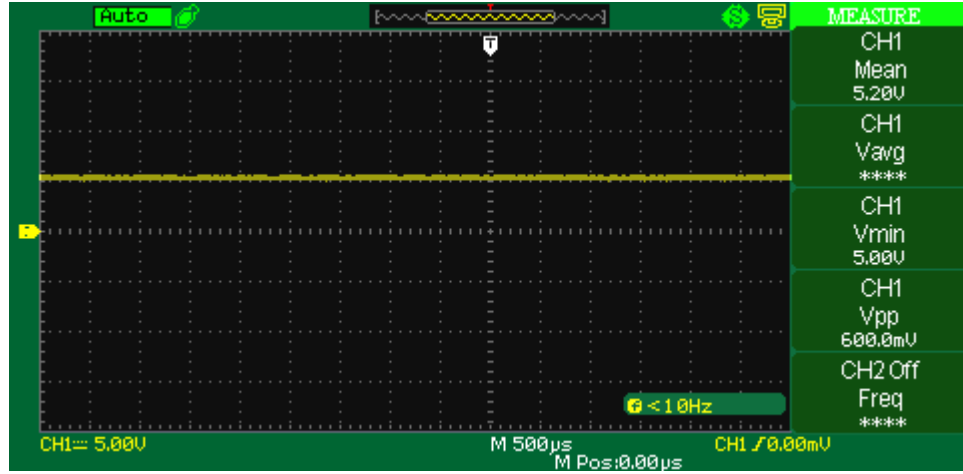 Auto
T
MEASURE
CH1
Mean
5.20V
CH1
Vavg
****
CH1
Vmin
5.00V
CH1
Vpp
600.0mV
CH2 Off
Freq
****
f <10Hz
CH1 5.00V
M 500µs
CH1 0.00mV
M Pos:0.00µs